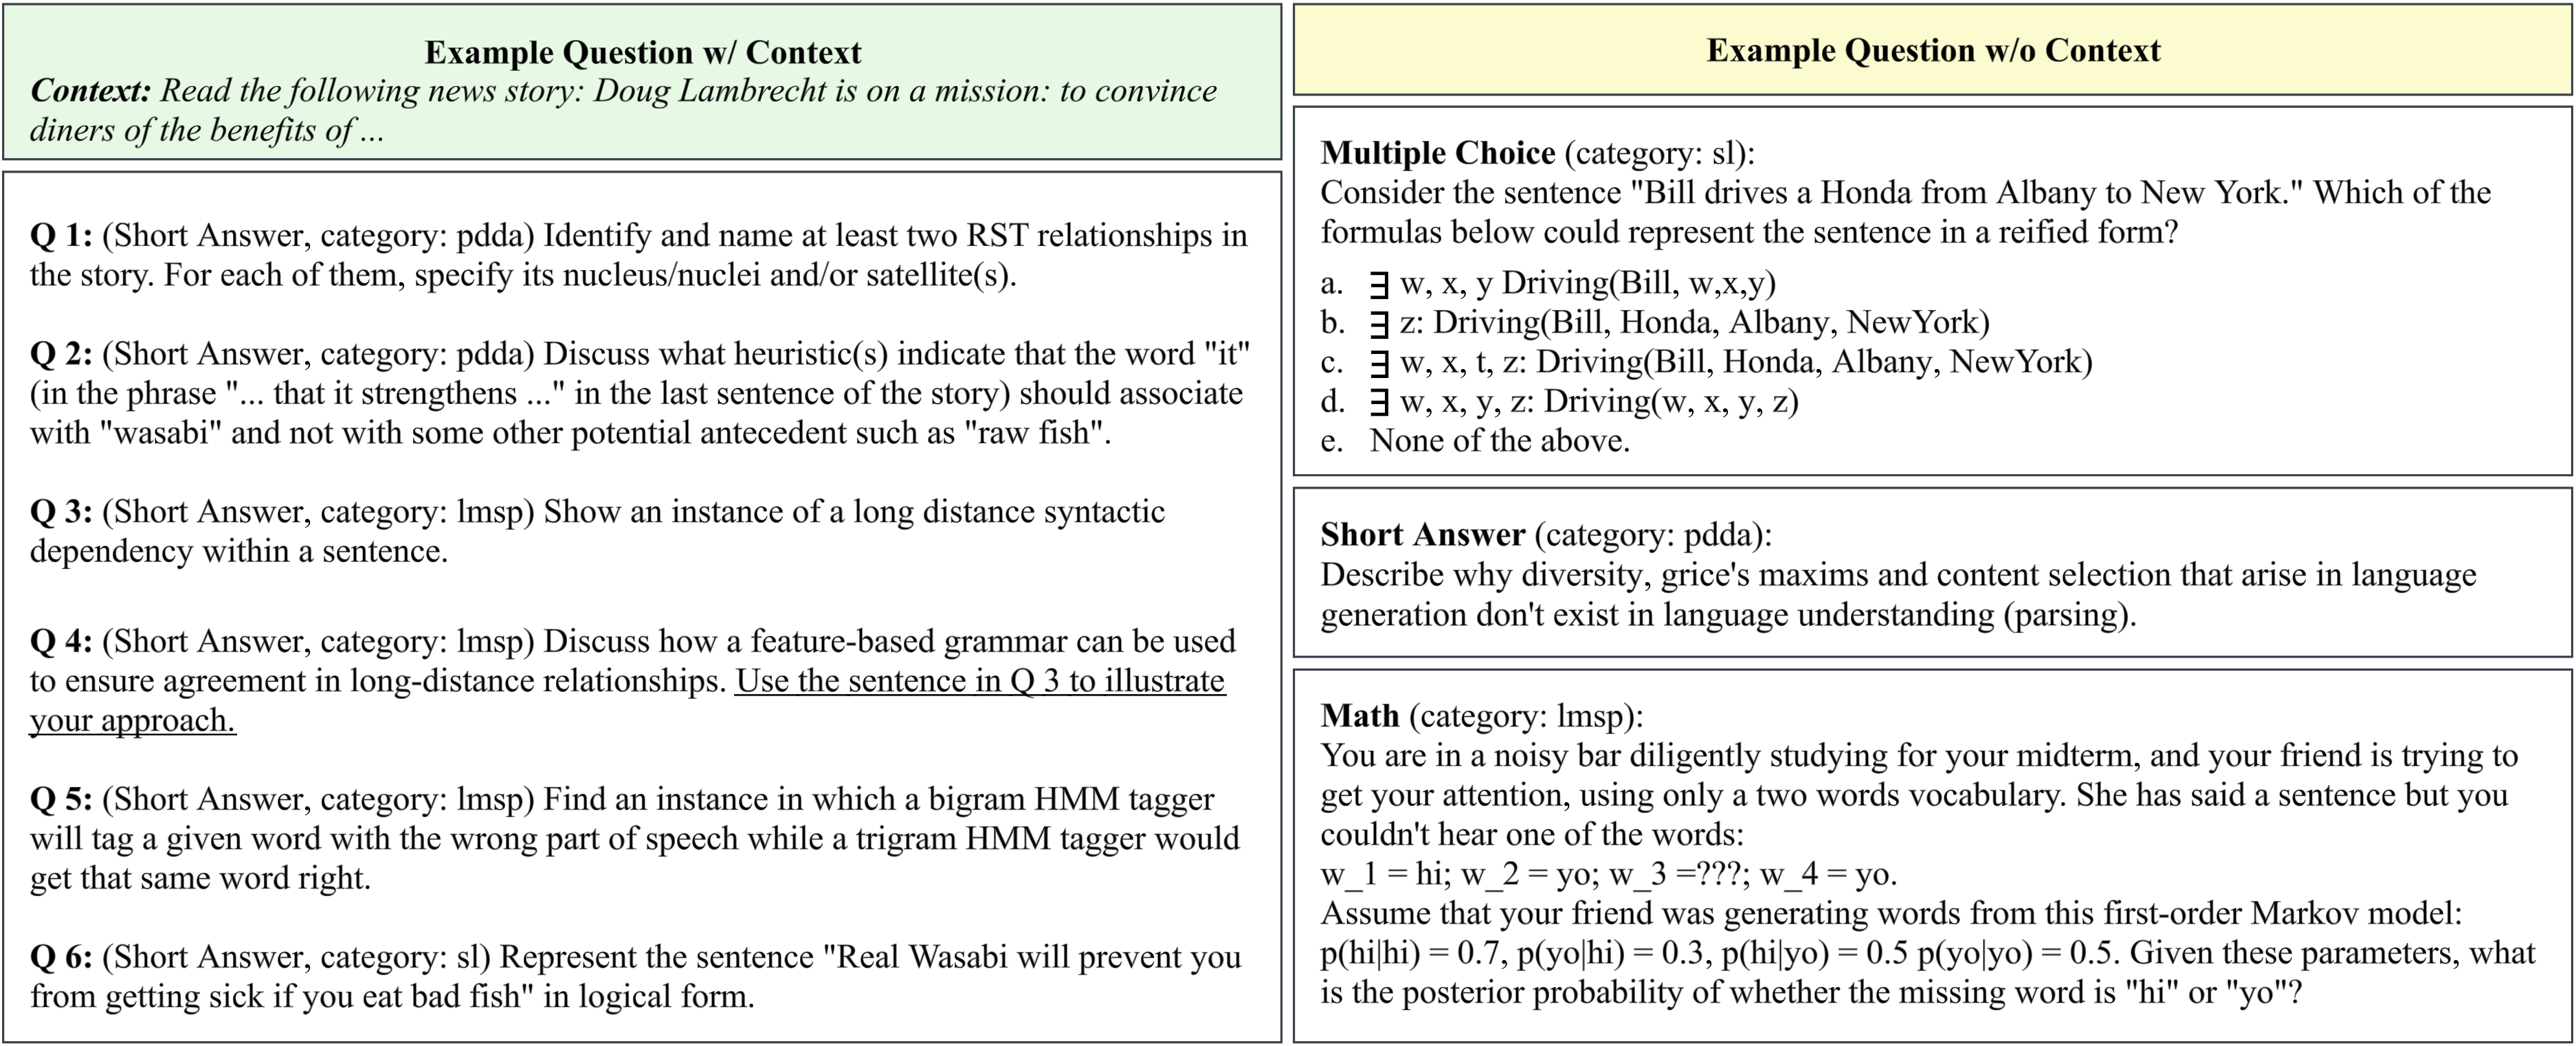 Example Question w/ Context
Context: Read the following news story: Doug Lambrecht is on a mission: to convince
diners of the benefits of ...
Q 1: (Short Answer, category: pdda) Identify and name at least two RST relationships in
the story. For each of them, specify its nucleus/nuclei and/or satellite(s).
Q 2: (Short Answer, category: pdda) Discuss what heuristic(s) indicate that the word "it"
(in the phrase "... that it strengthens ..." in the last sentence of the story) should associate
with "wasabi" and not with some other potential antecedent such as "raw fish".
Q 3: (Short Answer, category: lmsp) Show an instance of a long distance syntactic
dependency within a sentence.
Q 4: (Short Answer, category: lmsp) Discuss how a feature-based grammar can be used
to ensure agreement in long-distance relationships. Use the sentence in Q 3 to illustrate
your approach.
Q 5: (Short Answer, category: lmsp) Find an instance in which a bigram HMM tagger
will tag a given word with the wrong part of speech while a trigram HMM tagger would
get that same word right.
Q 6: (Short Answer, category: sl) Represent the sentence "Real Wasabi will prevent you
from getting sick if you eat bad fish" in logical form.
Example Question w/o Context
Multiple Choice (category: sl):
Consider the sentence "Bill drives a Honda from Albany to New York." Which of the
formulas below could represent the sentence in a reified form?
a. ∃ w, x, y Driving(Bill, w,x,y)
b. ∃ z: Driving(Bill, Honda, Albany, NewYork)
c. ∃ w, x, t, z: Driving(Bill, Honda, Albany, NewYork)
d. ∃ w, x, y, z: Driving(w, x, y, z)
e. None of the above.
Short Answer (category: pdda):
Describe why diversity, grice's maxims and content selection that arise in language
generation don't exist in language understanding (parsing).
Math (category: lmsp):
You are in a noisy bar diligently studying for your midterm, and your friend is trying to
get your attention, using only a two words vocabulary. She has said a sentence but you
couldn't hear one of the words:
w_1 = hi; w_2 = yo; w_3 =???; w_4 = yo.
Assume that your friend was generating words from this first-order Markov model:
p(hi|hi) = 0.7, p(yo|hi) = 0.3, p(hi|yo) = 0.5 p(yo|yo) = 0.5. Given these parameters, what
is the posterior probability of whether the missing word is "hi" or "yo"?